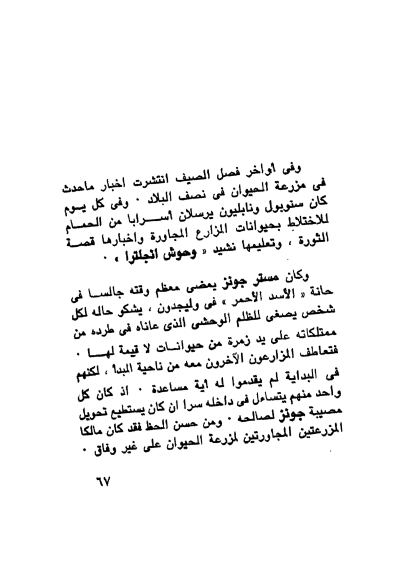 وفى أواخر فصل الصيف انتشرت اخبار ماحدث
فى مزرعة الحيوان فى نصف البلاد . وفى كل يوم
كان سنوبول ونابليون يرسلان أسرابا من الحمام
للاختلاط بحيوانات المزارع المجاورة واخبارها قصة
الثورة ، وتعليمها نشيد « وحوش انجلترا » .
وكان مستر جونز يمضى معظم وقته جالسا فى
حانة « الأسد الأحمر » فى وليجدون ، يشكو حاله لكل
شخص يصغى للظلم الوحشى الذى عاناه فى طرده من
ممتلكاته على يد زمرة من حيوانات لا قيمة لها .
فتعاطف المزارعون الآخرون معه من ناحية المبدأ ، لكنهم
فى البداية لم يقدموا له أية مساعدة . اذ كان كل
واحد منهم يتساءل فى داخله سرا ان كان يستطيع تحويل
مصيبة جونز لصالحه . ومن حسن الحظ فقد كان مالكا
المزرعتين المجاورتين لمزرعة الحيوان على غير وفاق .
٦٧